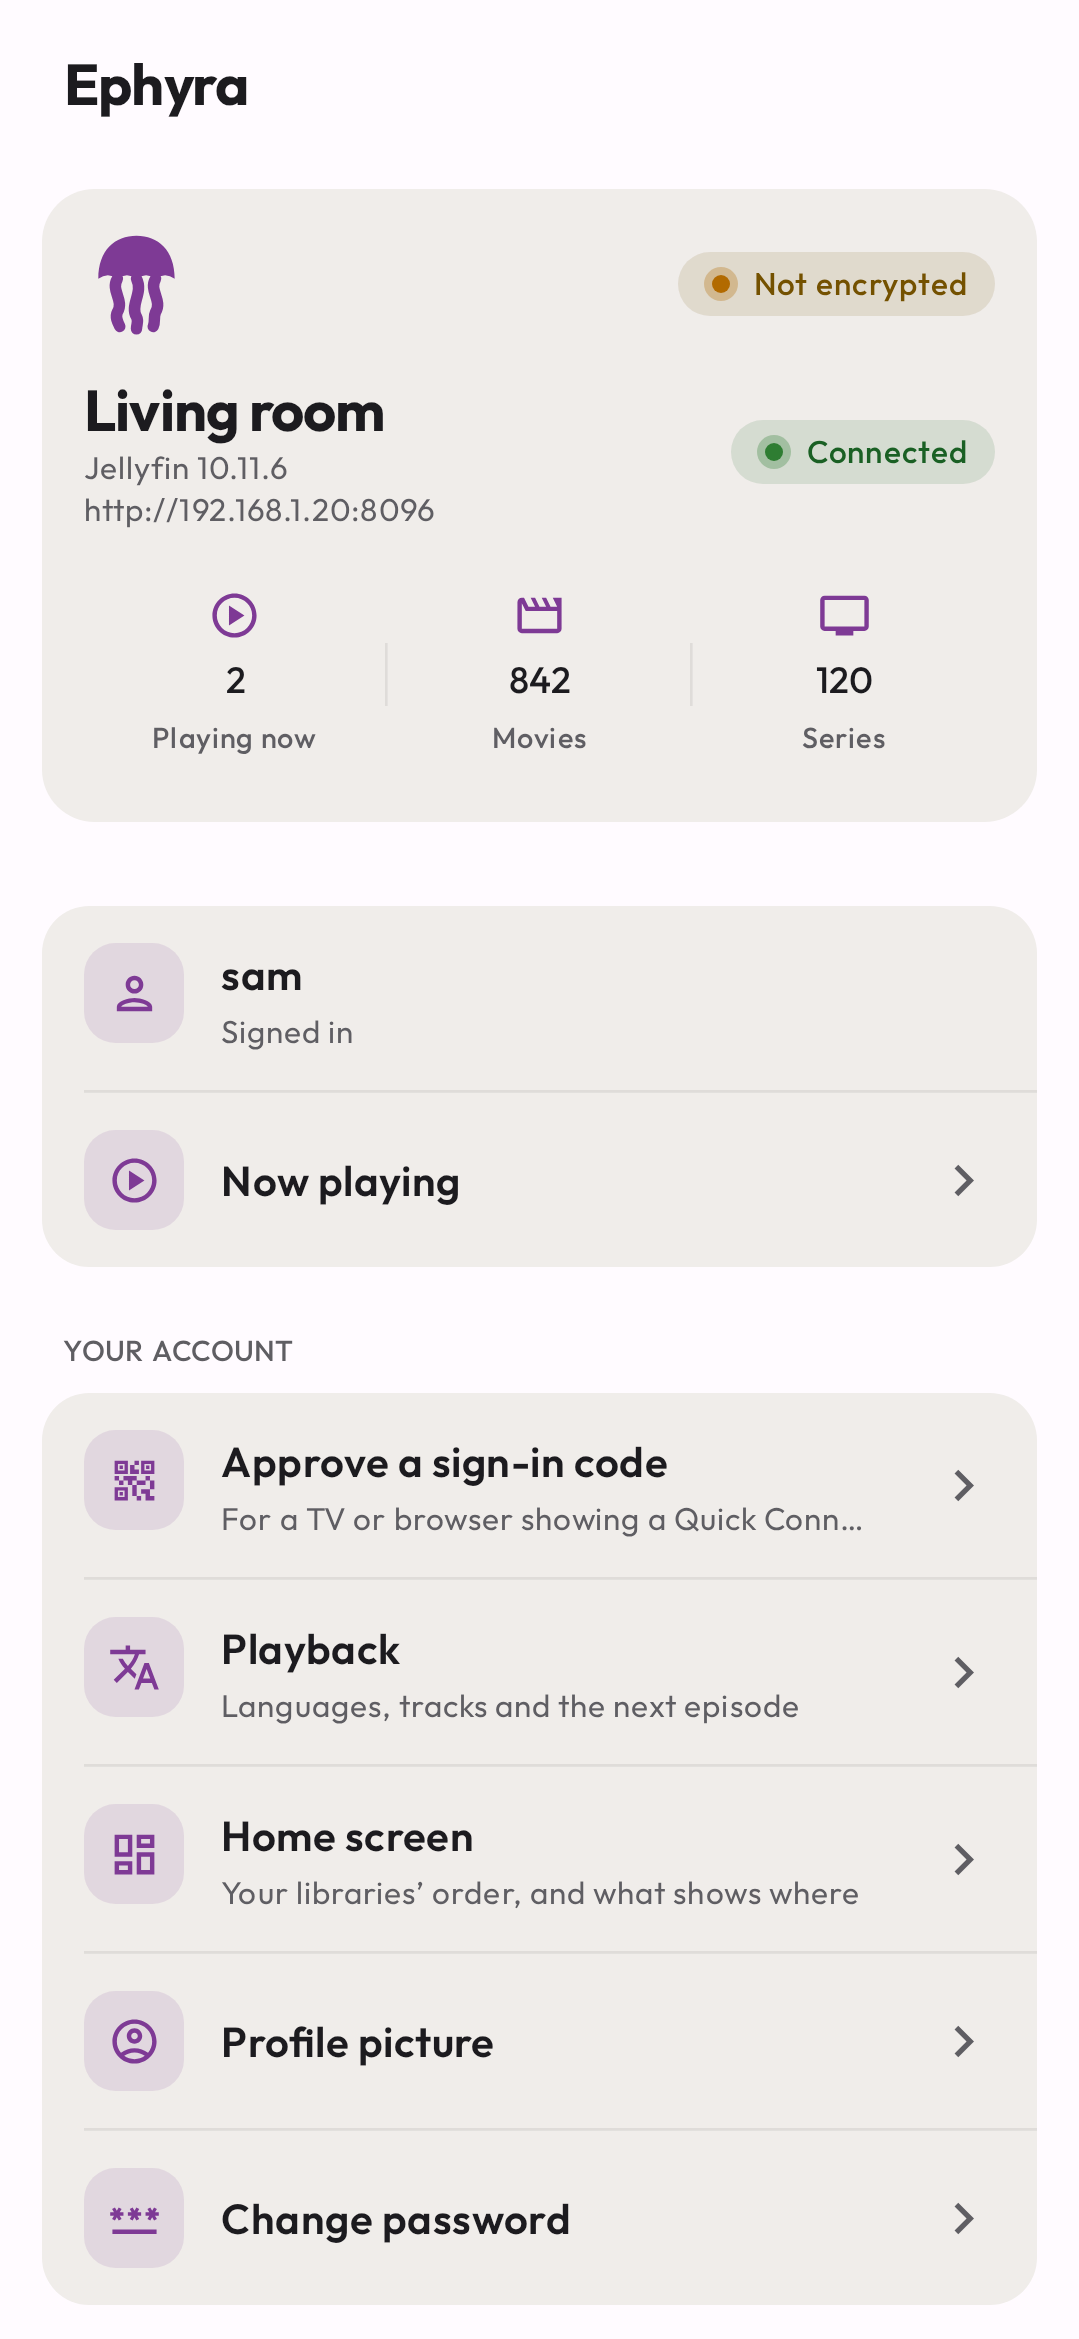 Ephyra
Not encrypted
Living room
Connected
Jellyfin 10.11.6
http://192.168.1.20:8096
2
842
120
Playing now
Movies
Series
sam
Signed in
Now playing
YOUR ACCOUNT
Approve a sign-in code
For a TV or browser showing a Quick Conn...
Playback
Languages, tracks and the next episode
Home screen
Your libraries’ order, and what shows where
Profile picture
Change password